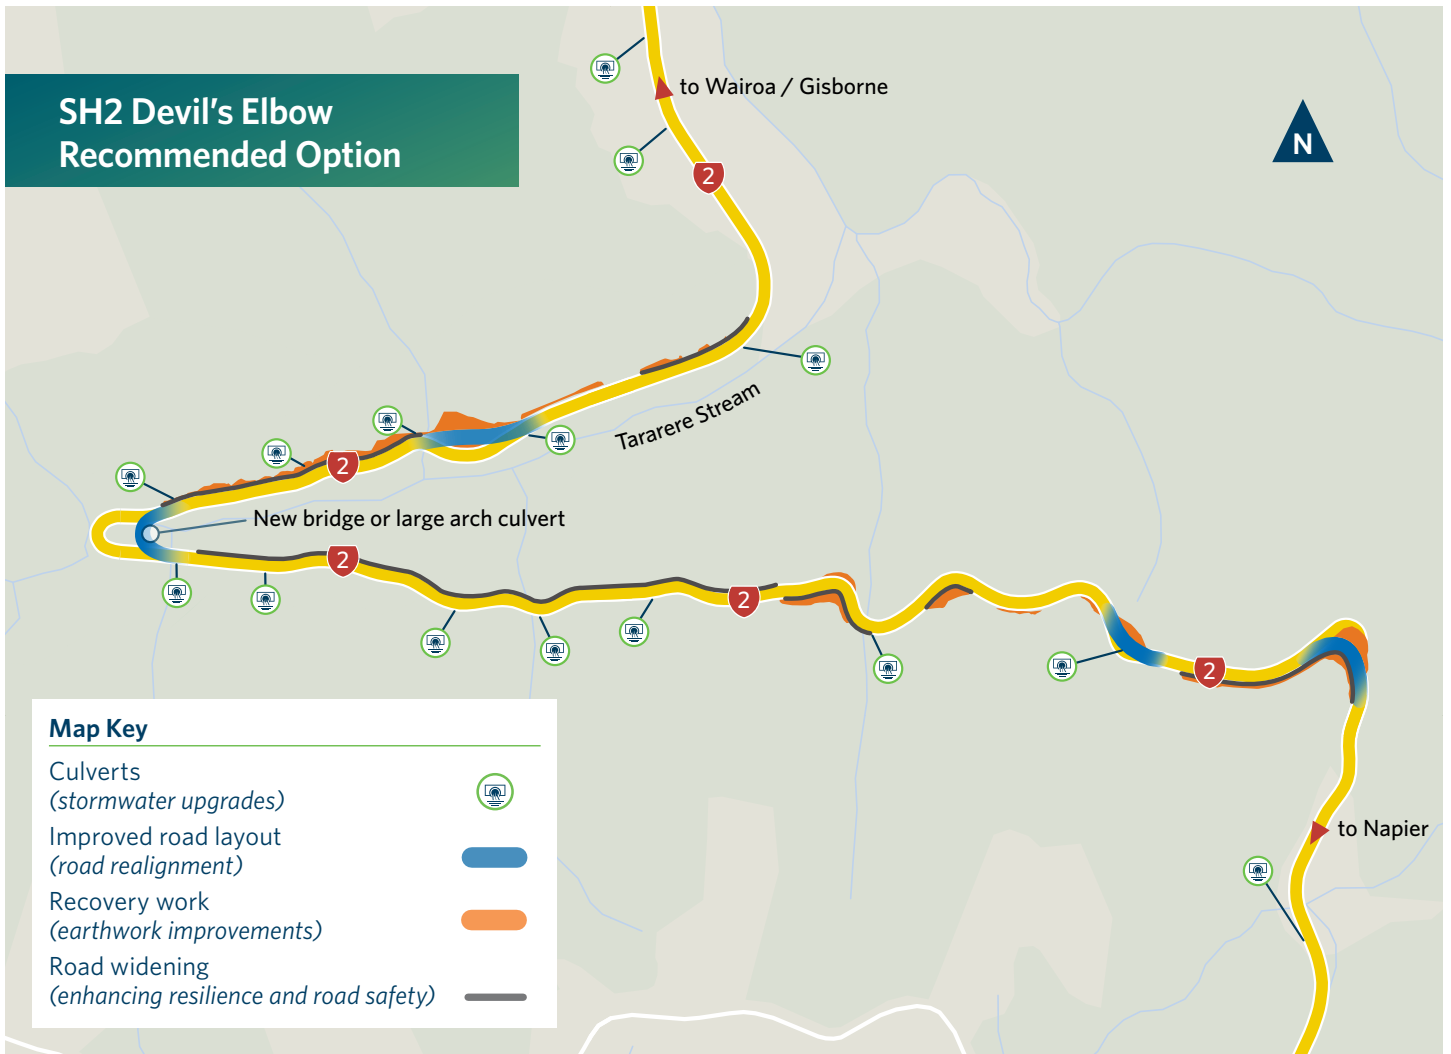 SH2 Devil's Elbow
Recommended Option
to Wairoa / Gisborne
N
2
Tararere Stream
2
New bridge or large arch culvert
2
2
2
to Napier
Map Key
Culverts
(stormwater upgrades)
Improved road layout
(road realignment)
Recovery work
(earthwork improvements)
Road widening
(enhancing resilience and road safety)